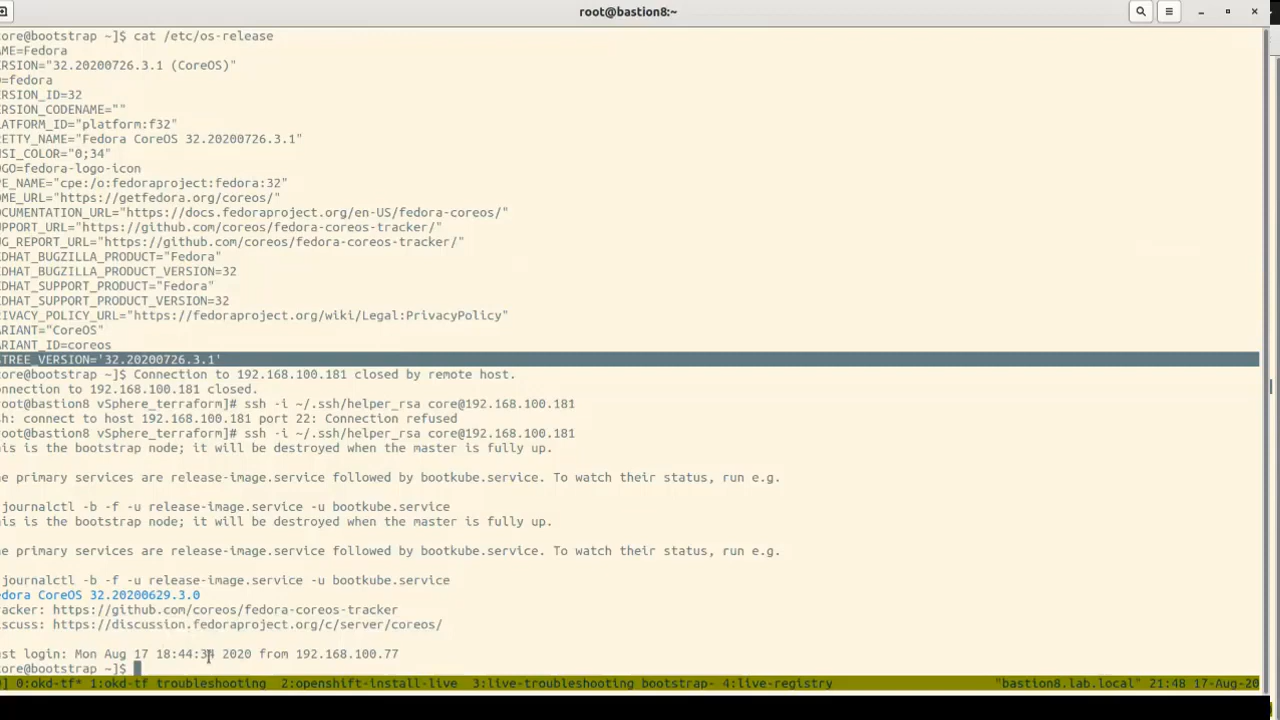 root@bastion8:~
core@bootstrap ~]$ cat /etc/os-release
AME=Fedora
ERSION="32.20200726.3.1 (CoreOS)"
D=fedora
ERSION_ID=32
ERSION_CODENAME=""
LATFORM_ID="platform:f32"
RETTY_NAME="Fedora CoreOS 32.20200726.3.1"
NSI_COLOR="0;34"
OGO=fedora-logo-icon
PE_NAME="cpe:/o:fedoraproject:fedora:32"
OME_URL="https://getfedora.org/coreos/"
OCUMENTATION_URL="https://docs.fedoraproject.org/en-US/fedora-coreos/"
UPPORT_URL="https://github.com/coreos/fedora-coreos-tracker/"
UG_REPORT_URL="https://github.com/coreos/fedora-coreos-tracker/"
EDHAT_BUGZILLA_PRODUCT="Fedora"
EDHAT_BUGZILLA_PRODUCT_VERSION=32
EDHAT_SUPPORT_PRODUCT="Fedora"
EDHAT_SUPPORT_PRODUCT_VERSION=32
RIVACY_POLICY_URL="https://fedoraproject.org/wiki/Legal:PrivacyPolicy"
ARIANT="CoreOS"
ARIANT_ID=coreos
STREE_VERSION='32.20200726.3.1'
core@bootstrap ~]$ Connection to 192.168.100.181 closed by remote host.
onnection to 192.168.100.181 closed.
root@bastion8 vSphere_terraform]# ssh -i ~/.ssh/helper_rsa core@192.168.100.181
sh: connect to host 192.168.100.181 port 22: Connection refused
root@bastion8 vSphere_terraform]# ssh -i ~/.ssh/helper_rsa core@192.168.100.181
his is the bootstrap node; it will be destroyed when the master is fully up.
he primary services are release-image.service followed by bootkube.service. To watch their status, run e.g.
journalctl -b -f -u release-image.service -u bootkube.service
his is the bootstrap node; it will be destroyed when the master is fully up.
he primary services are release-image.service followed by bootkube.service. To watch their status, run e.g.
journalctl -b -f -u release-image.service -u bootkube.service
edora CoreOS 32.20200629.3.0
racker: https://github.com/coreos/fedora-coreos-tracker
iscuss: https://discussion.fedoraproject.org/c/server/coreos/
ast login: Mon Aug 17 18:44:34 2020 from 192.168.100.77
core@bootstrap ~]$
0] 0:okd-tf* 1:okd-tf troubleshooting 2:openshift-install-live 3:live-troubleshooting bootstrap- 4:live-registry "bastion8.lab.local" 21:48 17-Aug-20